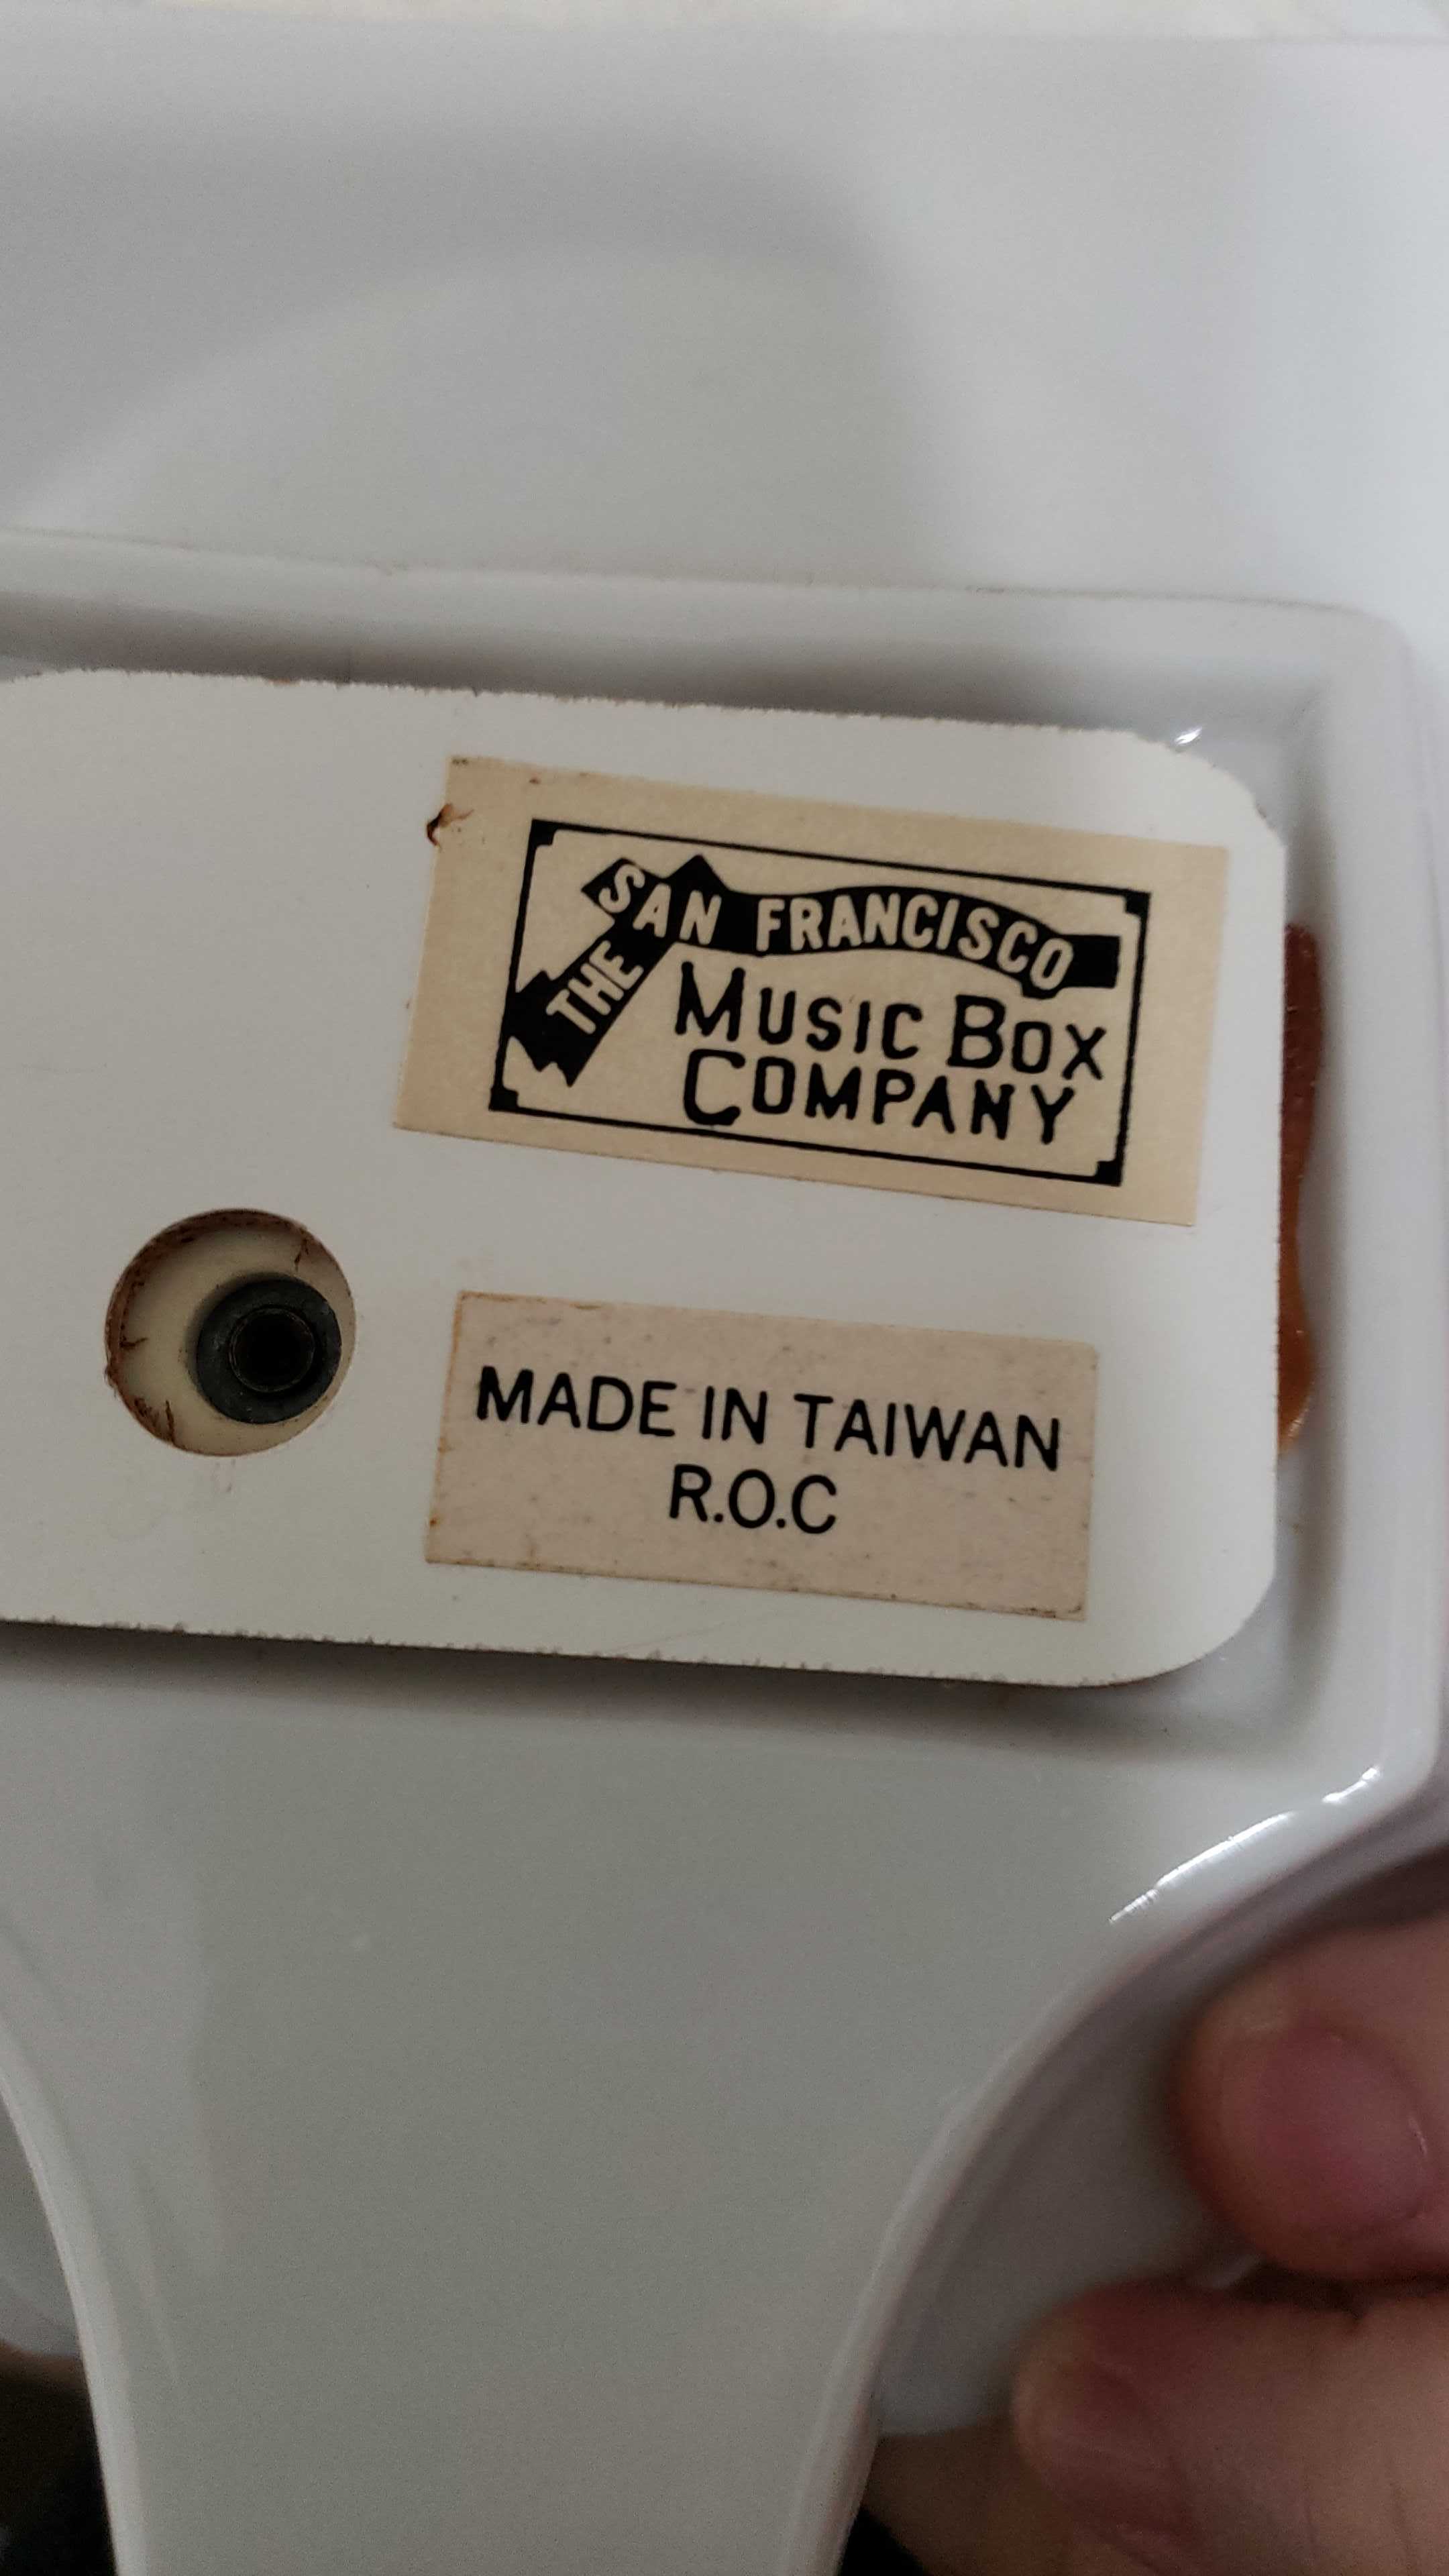 THE SAN FRANCISCO
MUSIC BOX
COMPANY
MADE IN TAIWAN
R.O.C